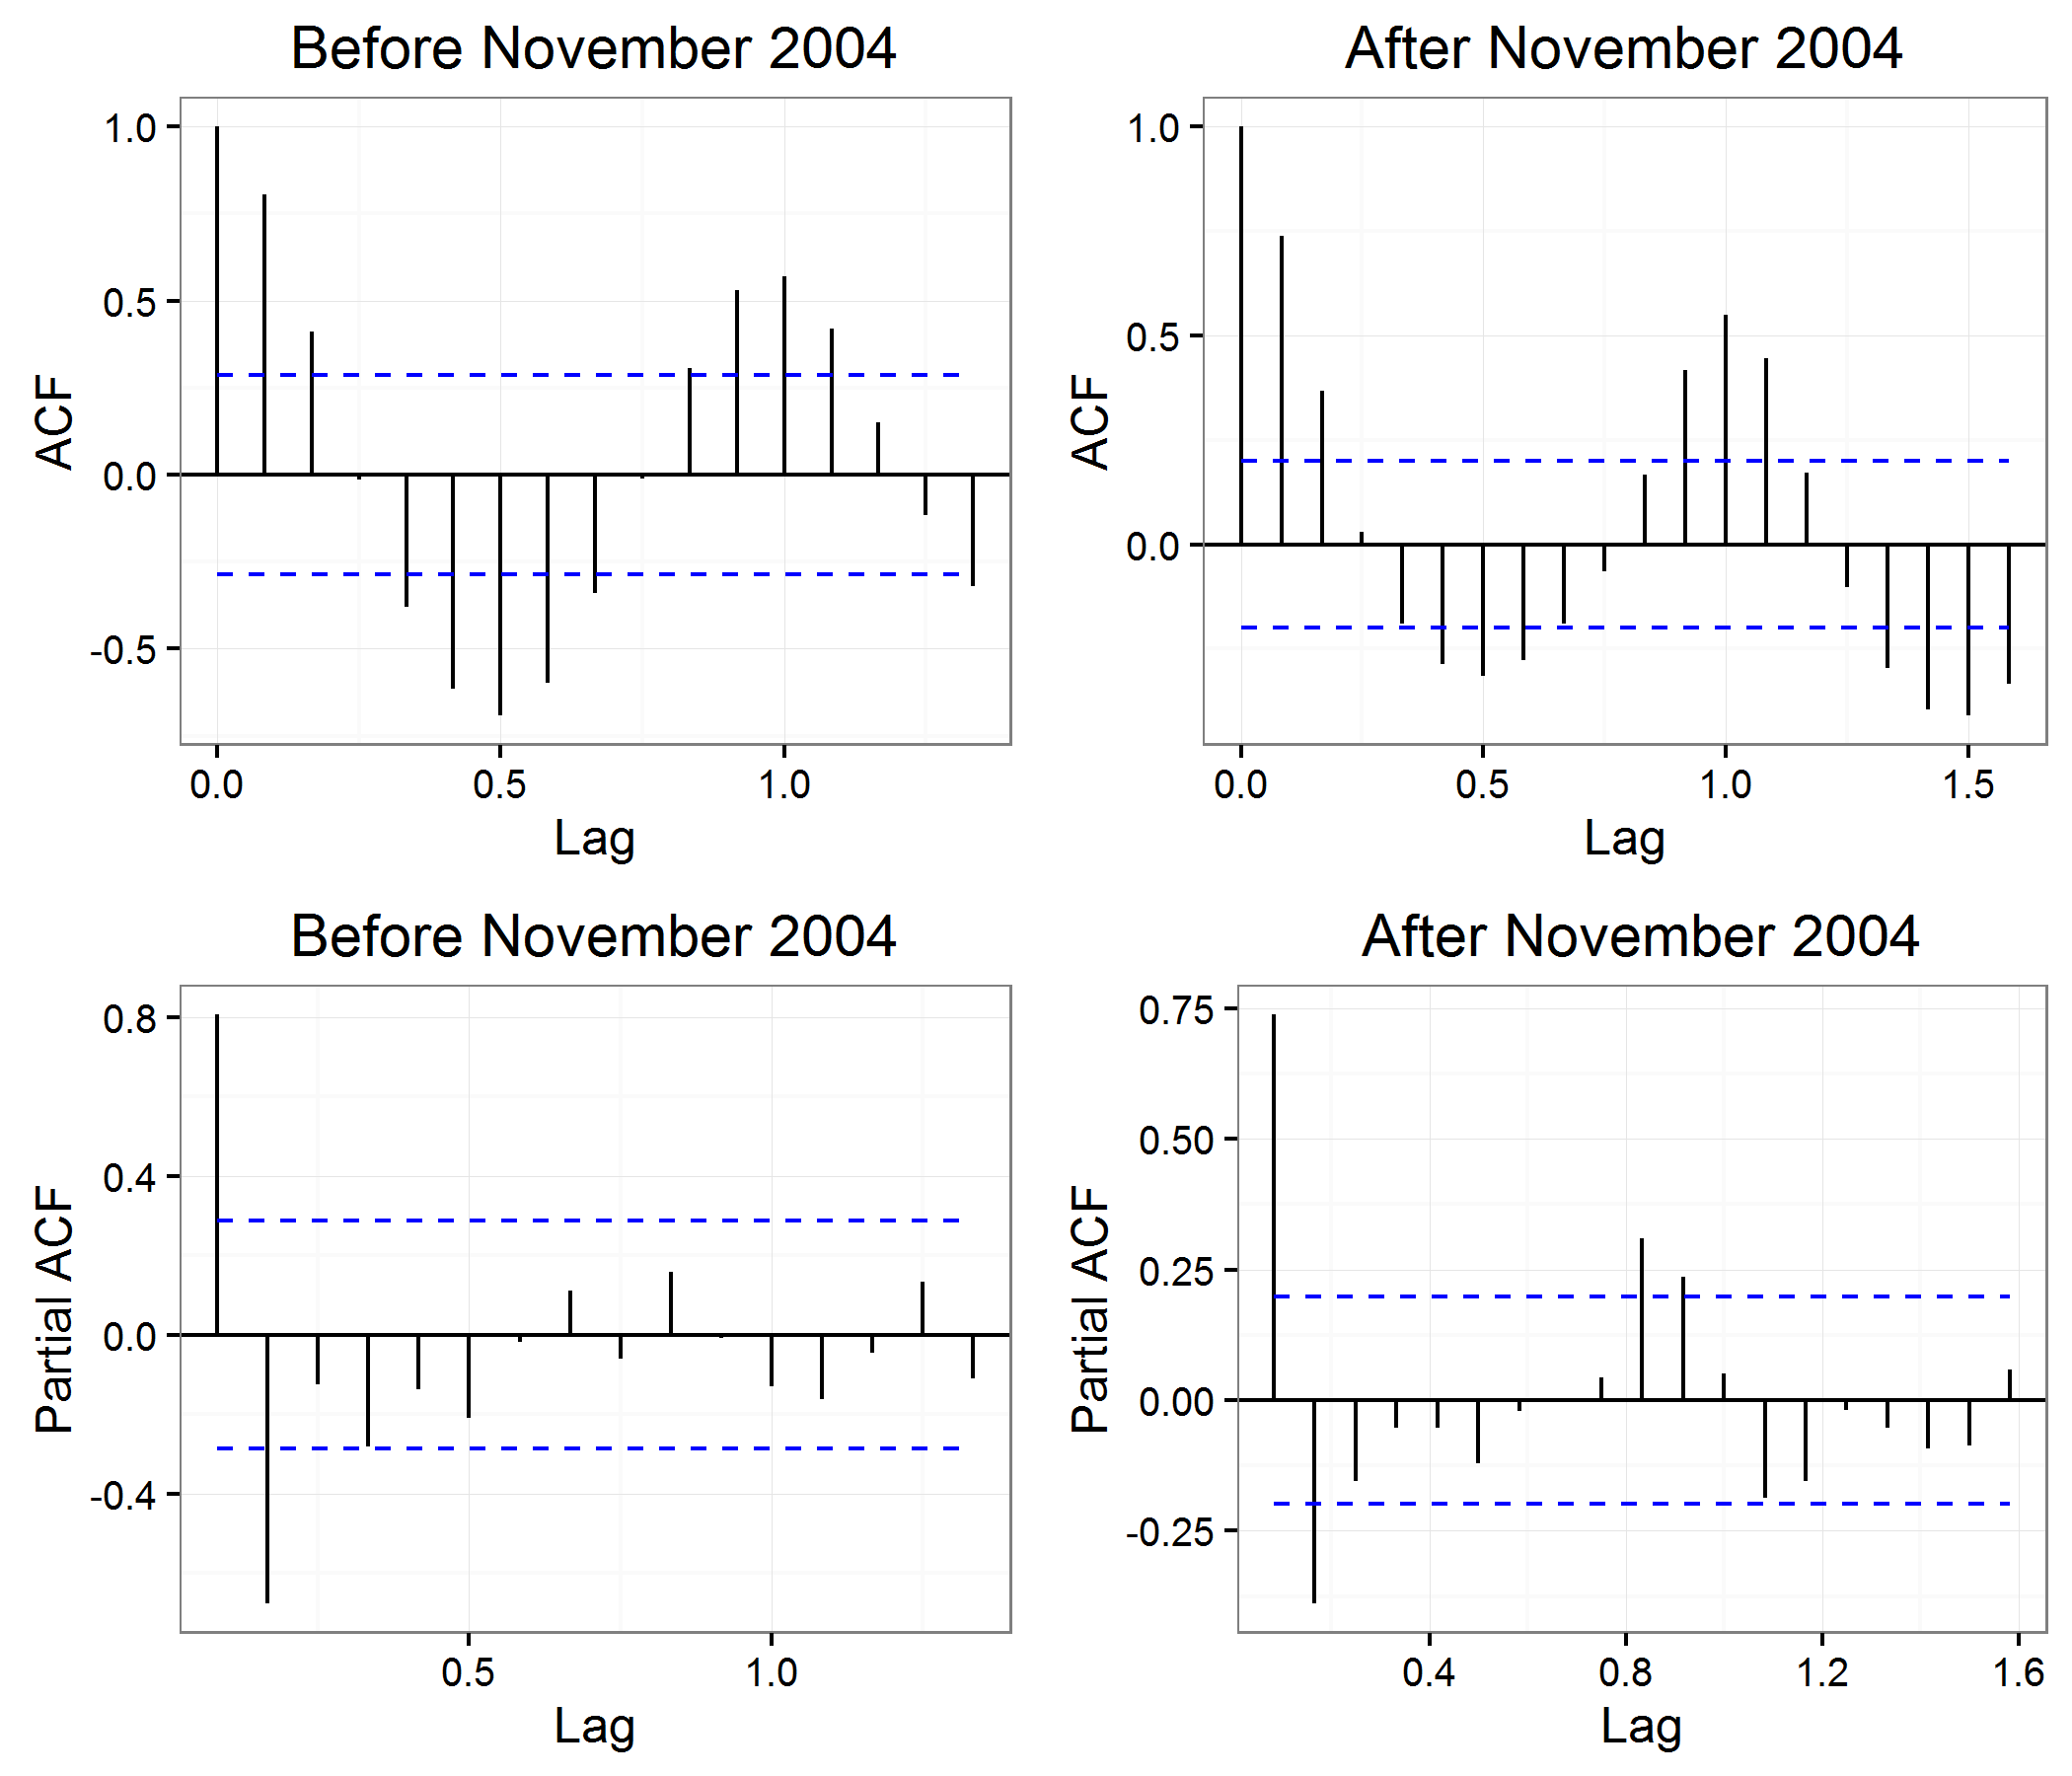 Before November 2004
ACF
1.0
0.5
0.0
-0.5
0.0 0.5 1.0
Lag
After November 2004
ACF
1.0
0.5
0.0
0.0 0.5 1.0 1.5
Lag
Before November 2004
Partial ACF
0.8
0.4
0.0
-0.4
0.5 1.0
Lag
After November 2004
Partial ACF
0.75
0.50
0.25
0.00
-0.25
0.4 0.8 1.2 1.6
Lag